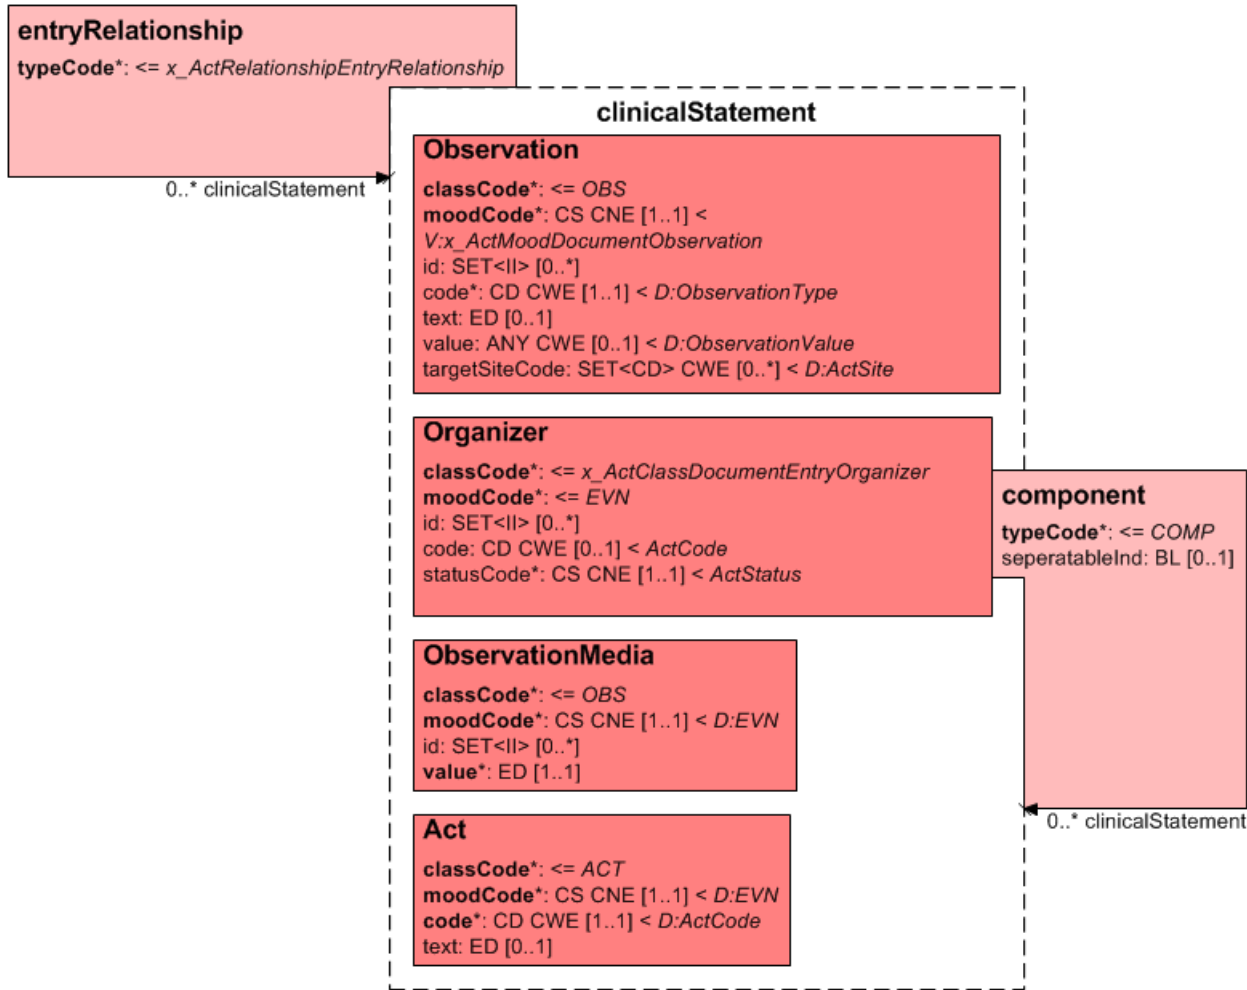 entryRelationship
typeCode*: <= x_ActRelationshipEntryRelationship
0..* clinicalStatement
clinicalStatement
Observation
classCode*: <= OBS
moodCode*: CS CNE [1..1] <
V:x_ActMoodDocumentObservation
id: SET<II> [0..*]
code*: CD CWE [1..1] < D:ObservationType
text: ED [0..1]
value: ANY CWE [0..1] < D:ObservationValue
targetSiteCode: SET<CD> CWE [0..*] < D:ActSite
Organizer
classCode*: <= x_ActClassDocumentEntryOrganizer
moodCode*: <= EVN
id: SET<II> [0..*]
code: CD CWE [0..1] < ActCode
statusCode*: CS CNE [1..1] < ActStatus
component
typeCode*: <= COMP
seperatableInd: BL [0..1]
0..* clinicalStatement
ObservationMedia
classCode*: <= OBS
moodCode*: CS CNE [1..1] < D:EVN
id: SET<II> [0..*]
value*: ED [1..1]
Act
classCode*: <= ACT
moodCode*: CS CNE [1..1] < D:EVN
code*: CD CWE [1..1] < D:ActCode
text: ED [0..1]